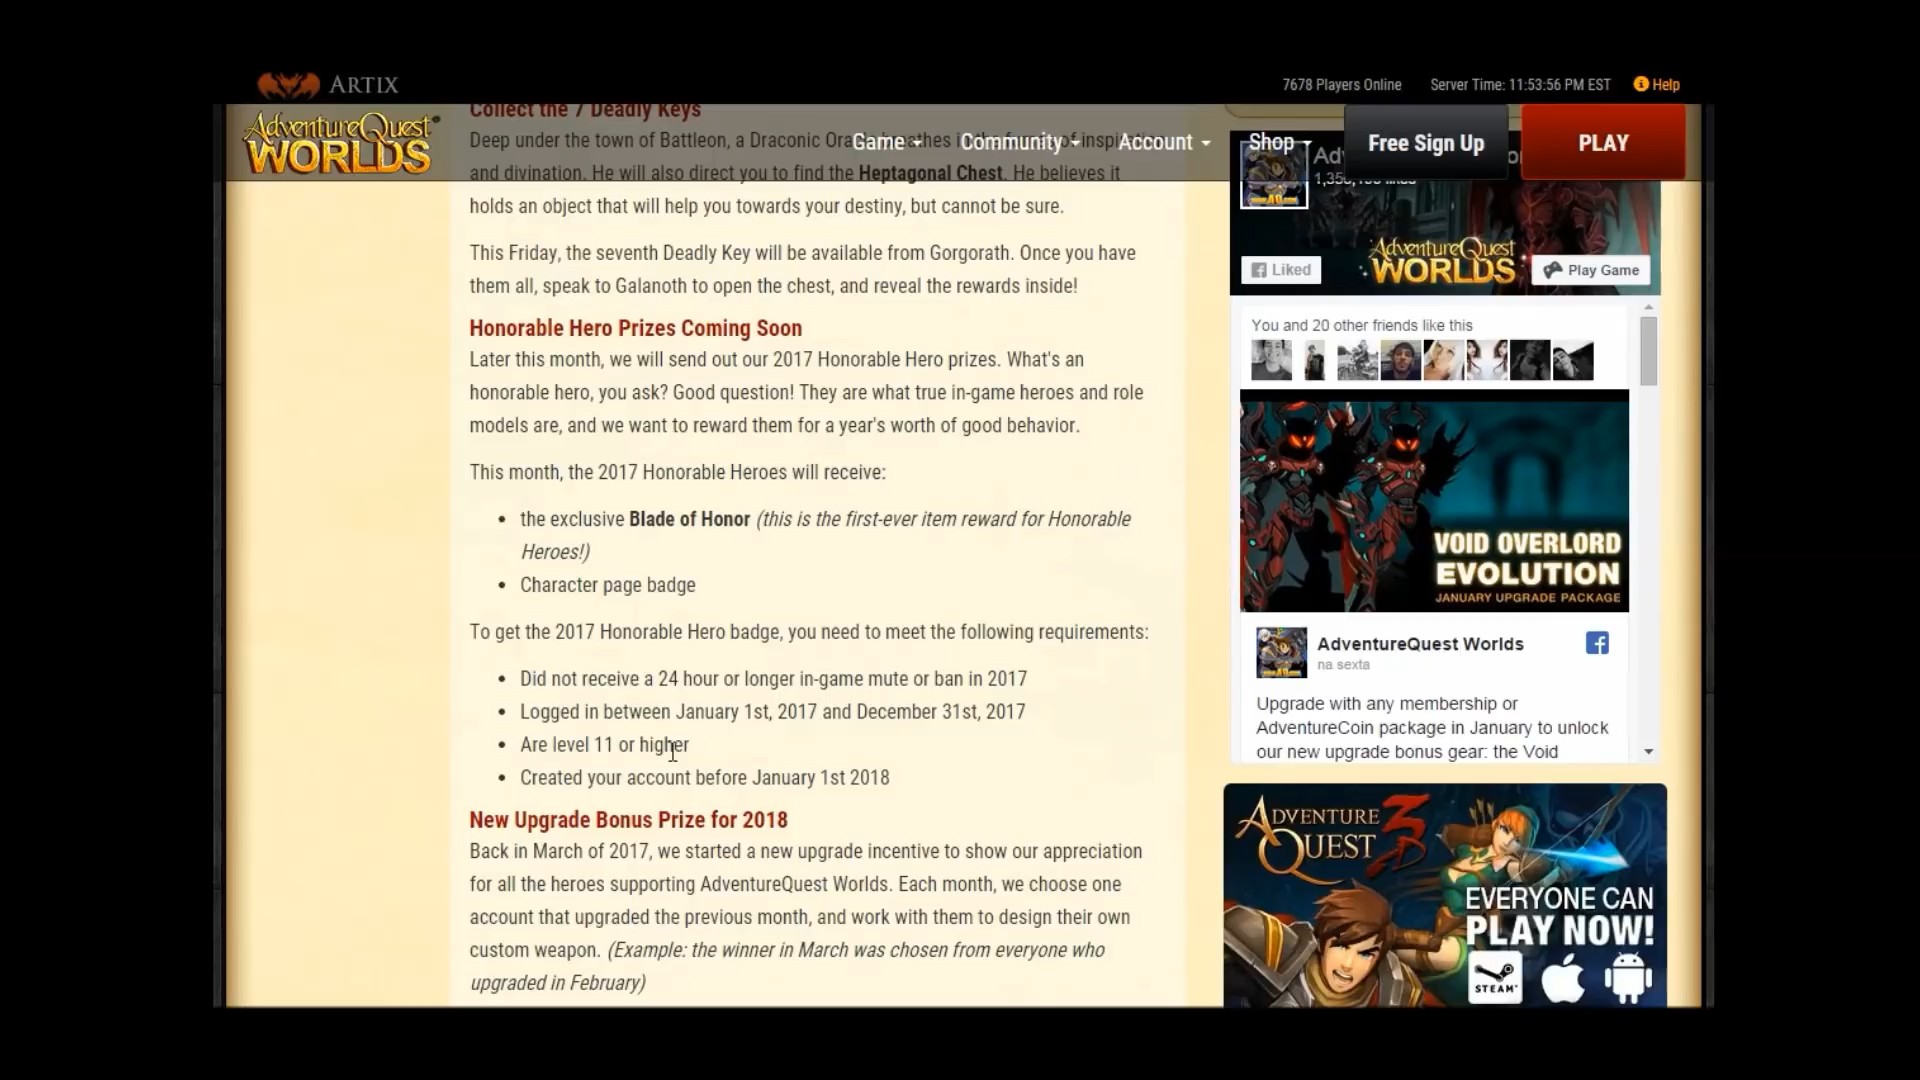 ARTIX
7678 Players Online
Server Time: 11:53:56 PM EST
Help
AdventureQuest
WORLDS
Game
Community
Account
Shop
Free Sign Up
PLAY
Collect the 7 Deadly Keys
Deep under the town of Battleon, a Draconic
and divination. He will also direct you to find the Heptagonal Chest. He believes it
holds an object that will help you towards your destiny, but cannot be sure.
This Friday, the seventh Deadly Key will be available from Gorgorath. Once you have
them all, speak to Galanoth to open the chest, and reveal the rewards inside!
Honorable Hero Prizes Coming Soon
Later this month, we will send out our 2017 Honorable Hero prizes. What's an
honorable hero, you ask? Good question! They are what true in-game heroes and role
models are, and we want to reward them for a year's worth of good behavior.
This month, the 2017 Honorable Heroes will receive:
• the exclusive Blade of Honor (this is the first-ever item reward for Honorable
Heroes!)
• Character page badge
To get the 2017 Honorable Hero badge, you need to meet the following requirements:
• Did not receive a 24 hour or longer in-game mute or ban in 2017
• Logged in between January 1st, 2017 and December 31st, 2017
• Are level 11 or higher
• Created your account before January 1st 2018
New Upgrade Bonus Prize for 2018
Back in March of 2017, we started a new upgrade incentive to show our appreciation
for all the heroes supporting AdventureQuest Worlds. Each month, we choose one
account that upgraded the previous month, and work with them to design their own
custom weapon. (Example: the winner in March was chosen from everyone who
upgraded in February)
AdventureQuest
WORLDS
Liked
Play Game
You and 20 other friends like this
VOID OVERLORD
EVOLUTION
JANUARY UPGRADE PACKAGE
AdventureQuest Worlds
na sexta
Upgrade with any membership or
AdventureCoin package in January to unlock
our new upgrade bonus gear: the Void
ADVENTURE
QUEST 3D
EVERYONE CAN
PLAY NOW!
STEAM